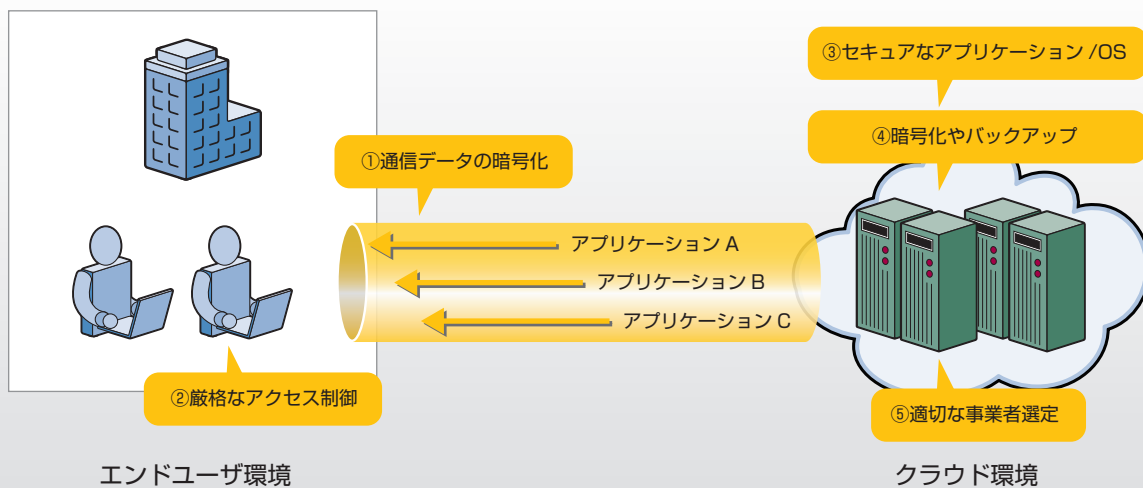 ③セキュアなアプリケーション /OS
④暗号化やバックアップ
①通信データの暗号化
アプリケーション A
アプリケーション B
アプリケーション C
②厳格なアクセス制御
⑤適切な事業者選定
エンドユーザ環境
クラウド環境